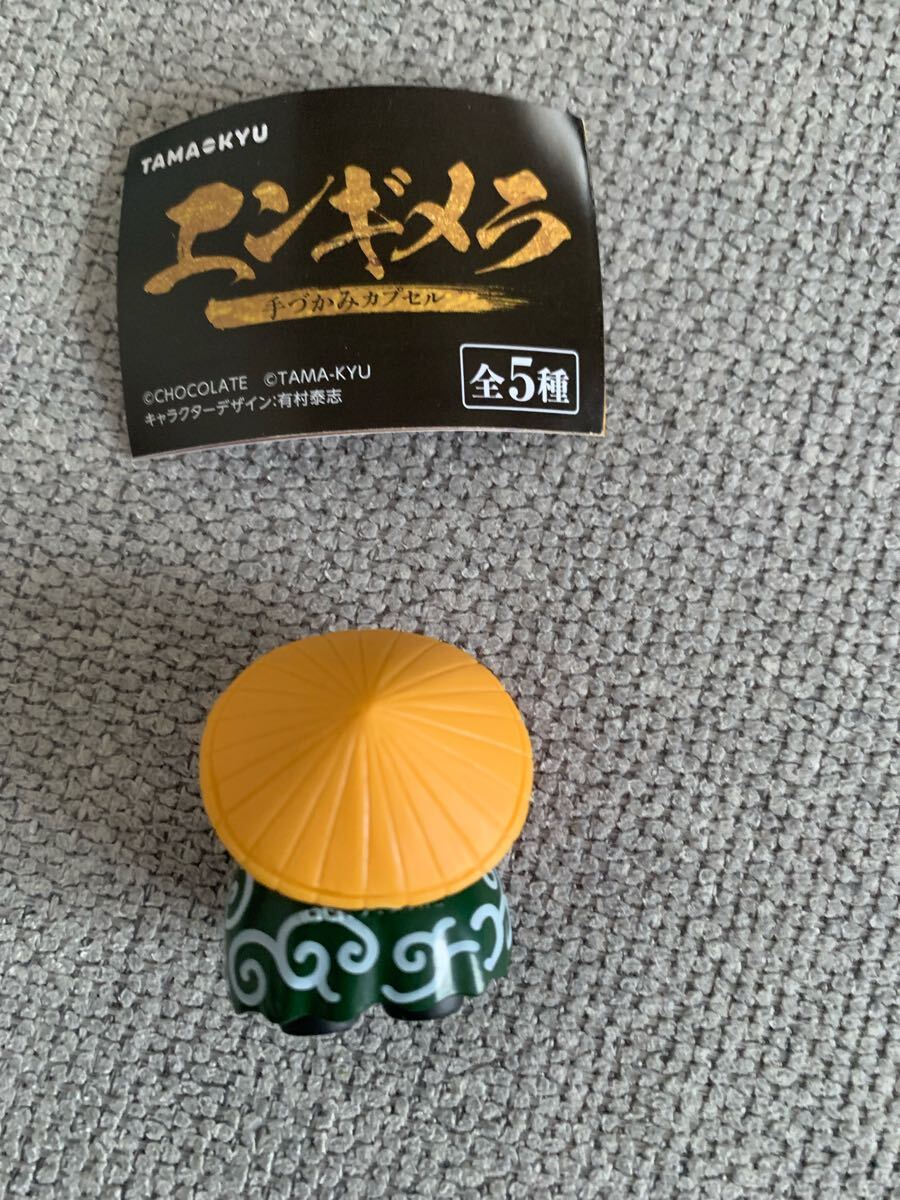 TAMA-KYU
エンギメラ
手づかみカプセル
©CHOCOLATE ©TAMA-KYU
キャラクターデザイン:有村泰志
全5種